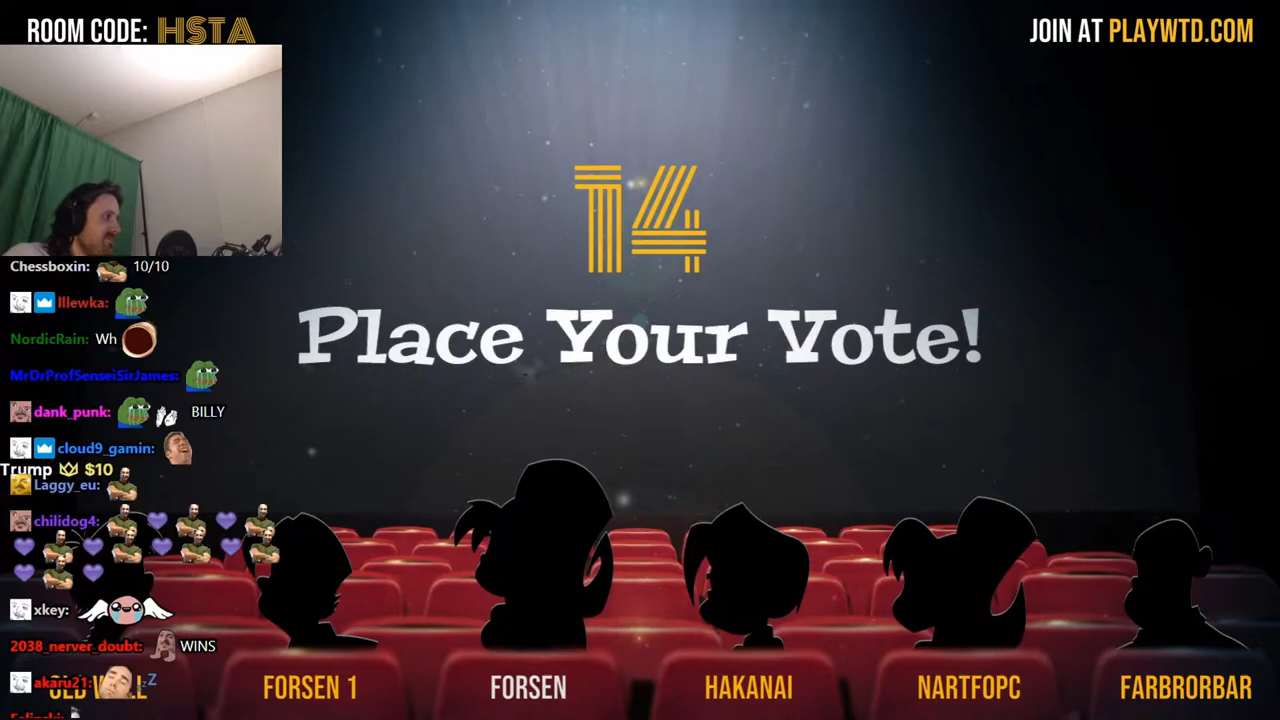 ROOM CODE: HSTA
JOIN AT PLAYWTD.COM
14
Place Your Vote!
Chessboxin: 10/10
lllewka:
NordicRain: Wh
MrDrProfSenseiSirJames:
dank_punk: BILLY
cloud9_gamin:
Trump $10
Laggy_eu:
chilidog4:
xkey:
2038_nerver_doubt: WINS
akaru21:
FORSEN 1
FORSEN
HAKANAI
NARTFOPC
FARBRORBAR